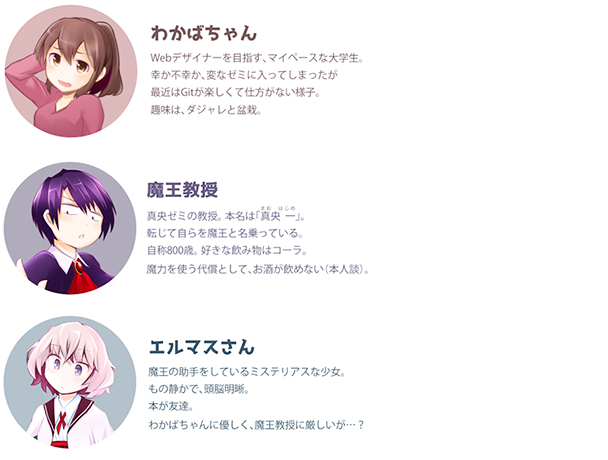 わかばちゃん
Webデザイナーを目指す、マイペースな大学生。
幸か不幸か、変なゼミに入ってしまったが
最近はGitが楽しくて仕方がない様子。
趣味は、ダジャレと盆栽。
魔王教授
まお はじめ
真央ゼミの教授。本名は「真央 一」。
転じて自らを魔王と名乗っている。
自称800歳。好きな飲み物はコーラ。
魔力を使う代償として、お酒が飲めない（本人談）。
エルマスさん
魔王の助手をしているミステリアスな少女。
もの静かで、頭脳明晰。
本が友達。
わかばちゃんに優しく、魔王教授に厳しいが…？